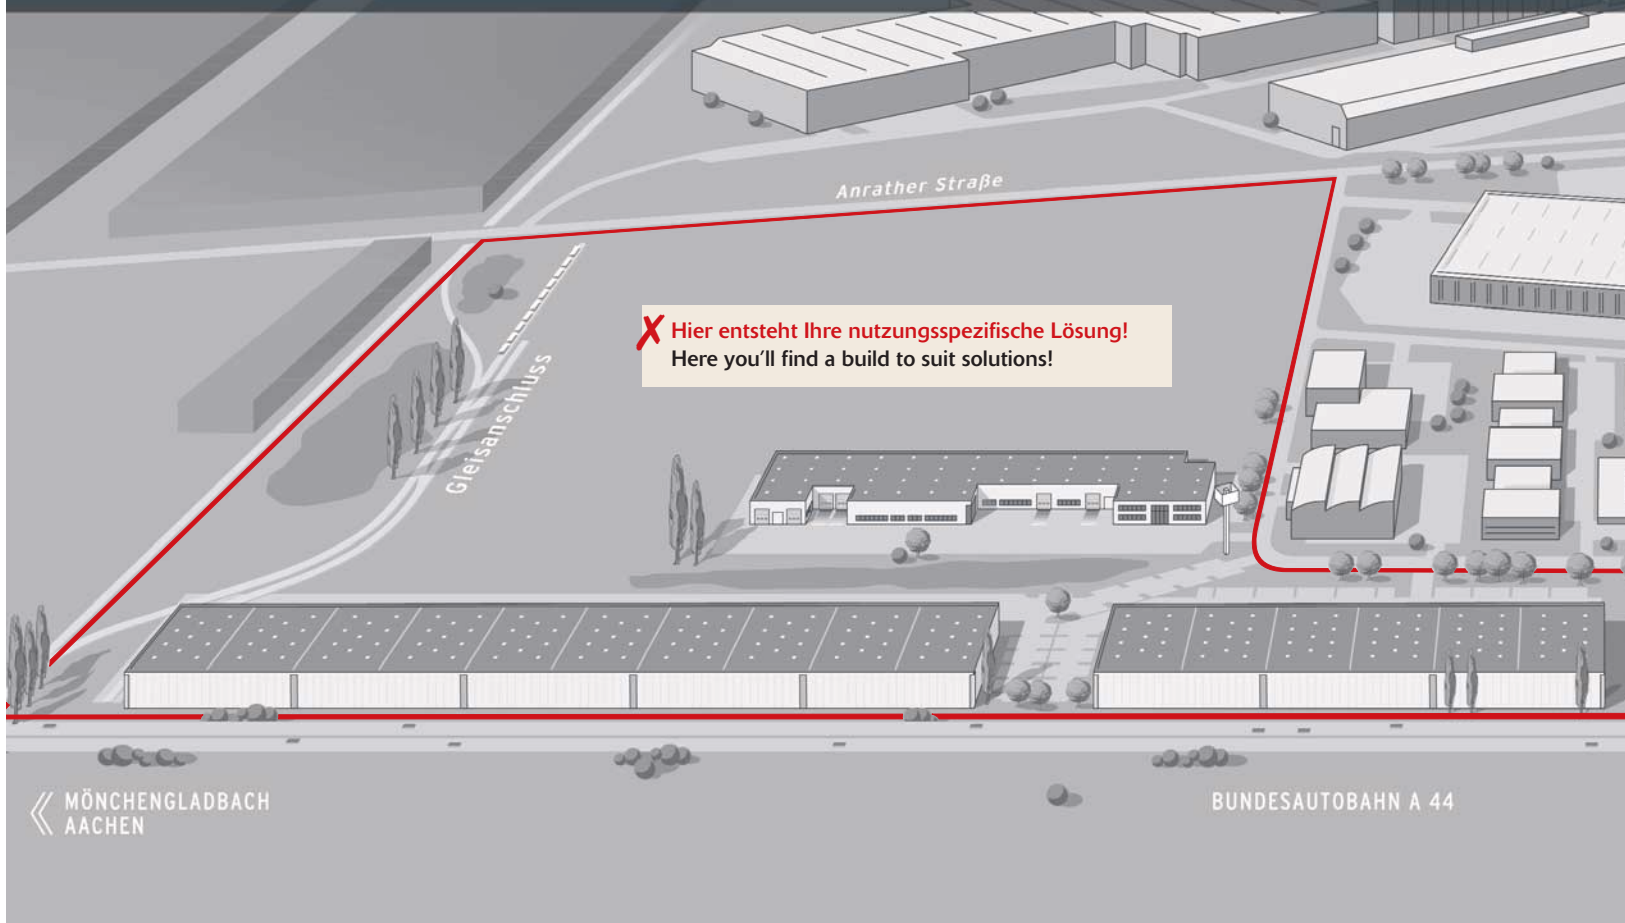 Anrather Straße
✗ Hier entsteht Ihre nutzungsspezifische Lösung!
Here you’ll find a build to suit solutions!
Gleisanschluss
MÖNCHENGLADBACH
AACHEN
BUNDESAUTOBAHN A 44